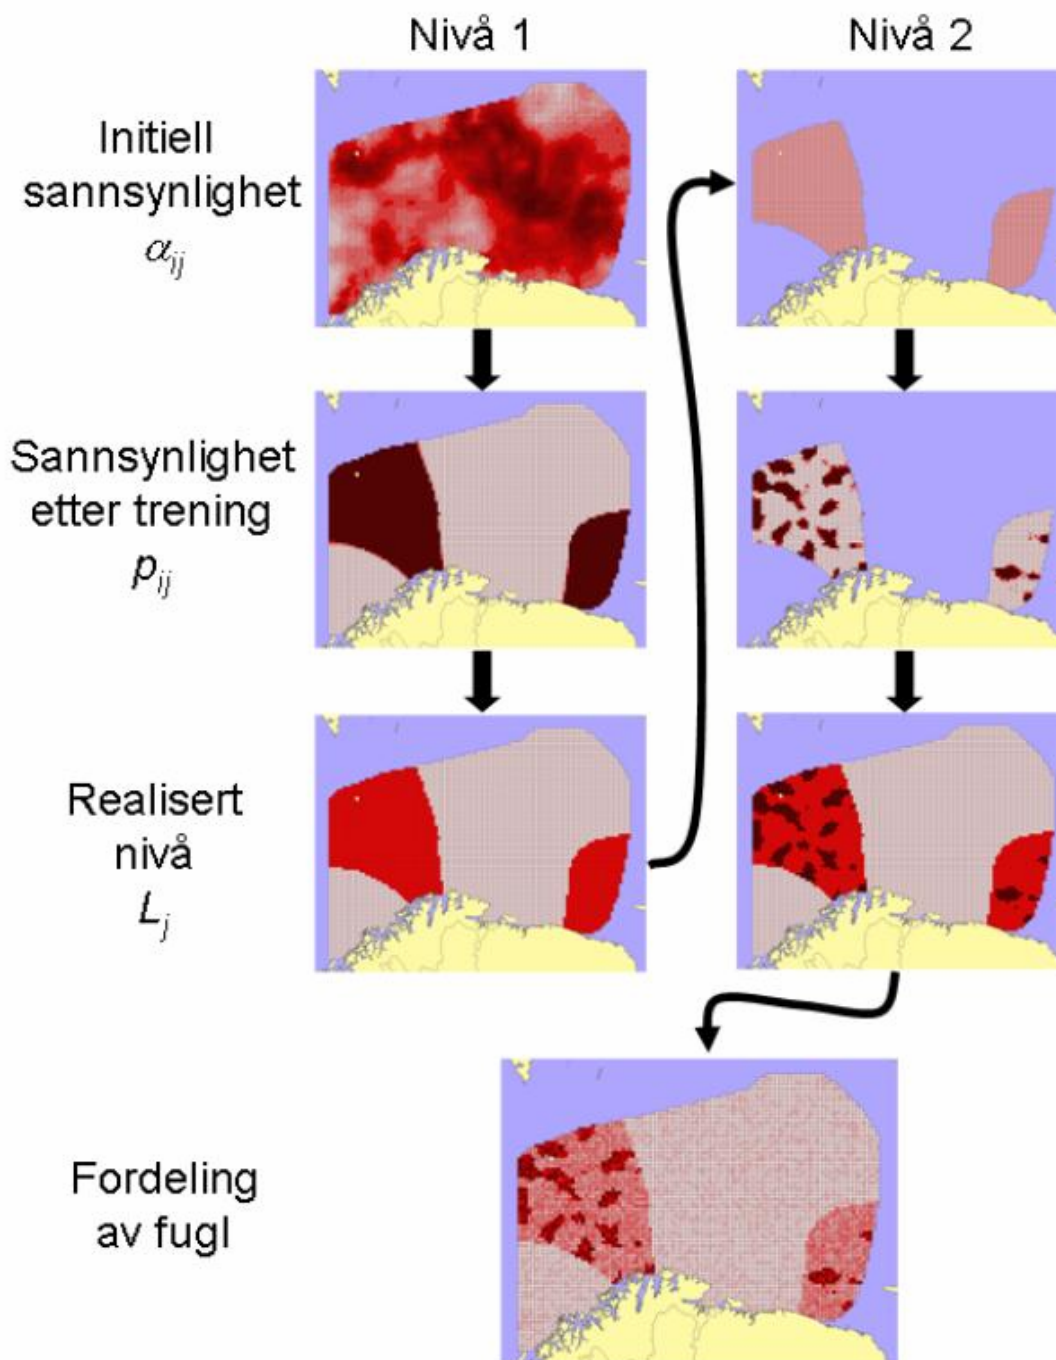 Nivå 1
Nivå 2
Initiell
sannsynlighet
αij
Sannsynlighet
etter trening
pij
Realisert
nivå
Lj
Fordeling
av fugl